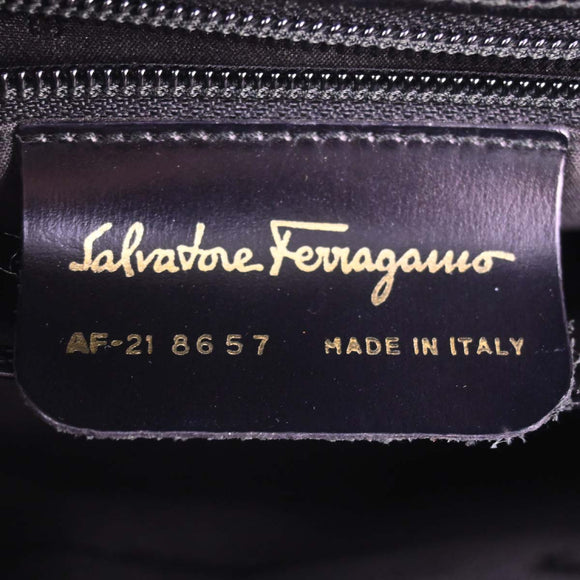 Salvatore Ferragamo
AF-21 8657 MADE IN ITALY